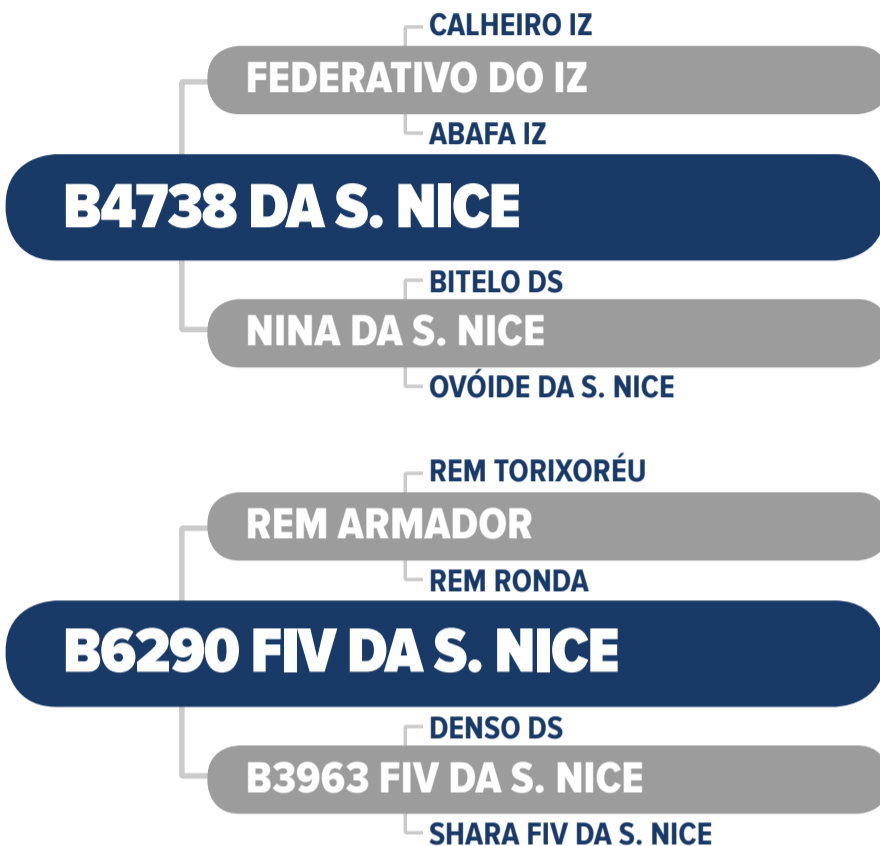 CALHEIRO IZ
FEDERATIVO DO IZ
ABAFA IZ
B4738 DA S. NICE
BITELO DS
NINA DA S. NICE
OVÓIDE DA S. NICE
REM TORIXORÉU
REM ARMADOR
REM RONDA
B6290 FIV DA S. NICE
DENSO DS
B3963 FIV DA S. NICE
SHARA FIV DA S. NICE